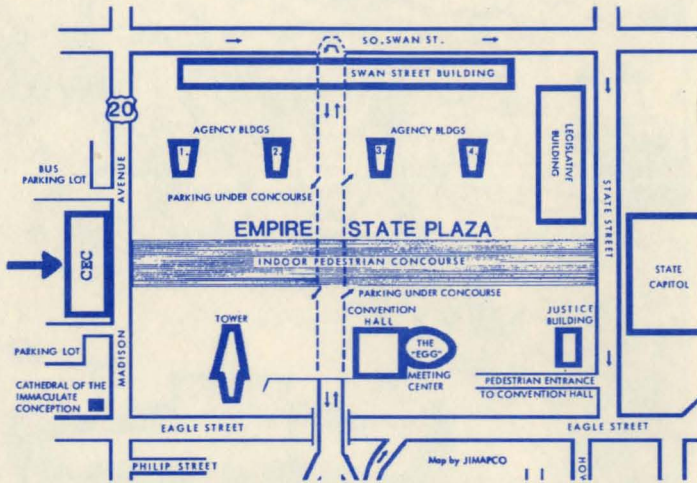 SO. SWAN ST.
SWAN STREET BUILDING
20
AGENCY BLDGS
AGENCY BLDGS
1.
2.
3.
4.
LEGISLATIVE
BUILDING
BUS
PARKING LOT
AVENUE
PARKING UNDER CONCOURSE
STATE STREET
EMPIRE STATE PLAZA
INDOOR PEDESTRIAN CONCOURSE
CEC
STATE
CAPITOL
PARKING UNDER CONCOURSE
TOWER
CONVENTION
HALL
JUSTICE
BUILDING
THE
"EGG"
MEETING
CENTER
PARKING LOT
MADISON
CATHEDRAL OF THE
IMMACULATE
CONCEPTION
PEDESTRIAN ENTRANCE
TO CONVENTION HALL
EAGLE STREET
EAGLE STREET
PHILIP STREET
Map by JIMAPCO
HOV